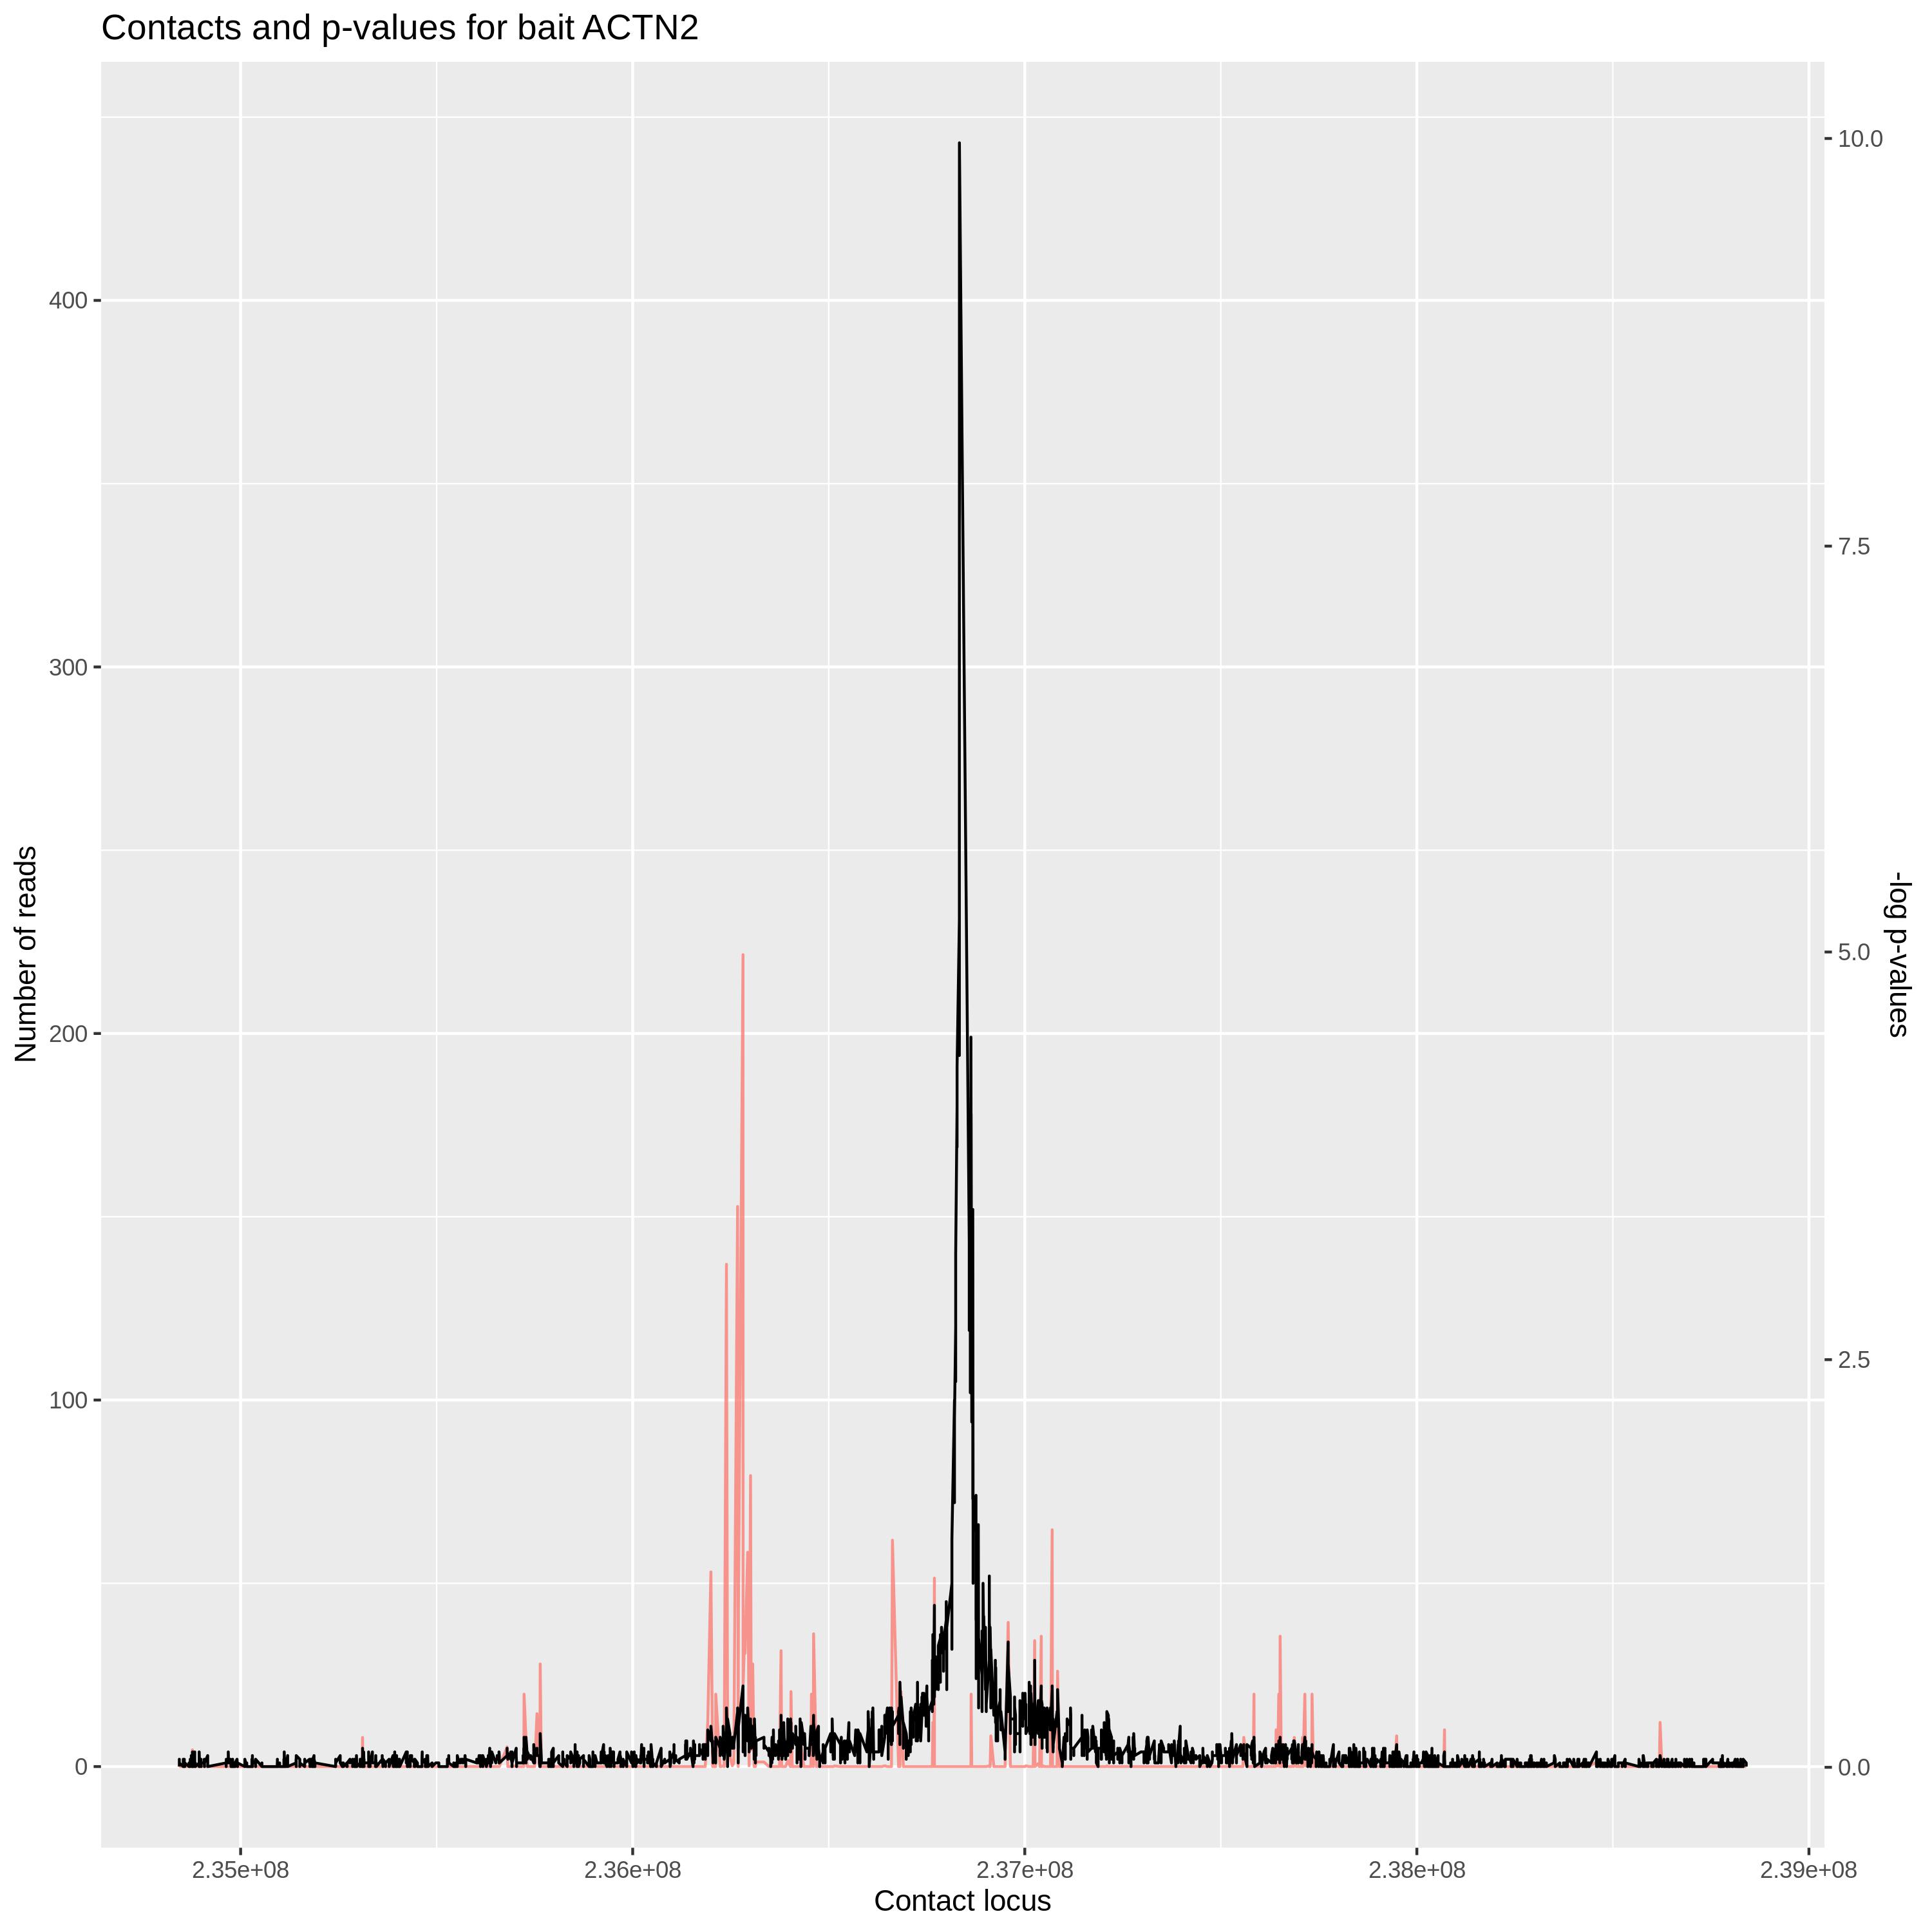 Contacts and p-values for bait ACTN2
Number of reads
400
300
200
100
0
10.0
7.5
5.0
2.5
0.0
-log p-values
2.35e+08
2.36e+08
2.37e+08
2.38e+08
2.39e+08
Contact locus